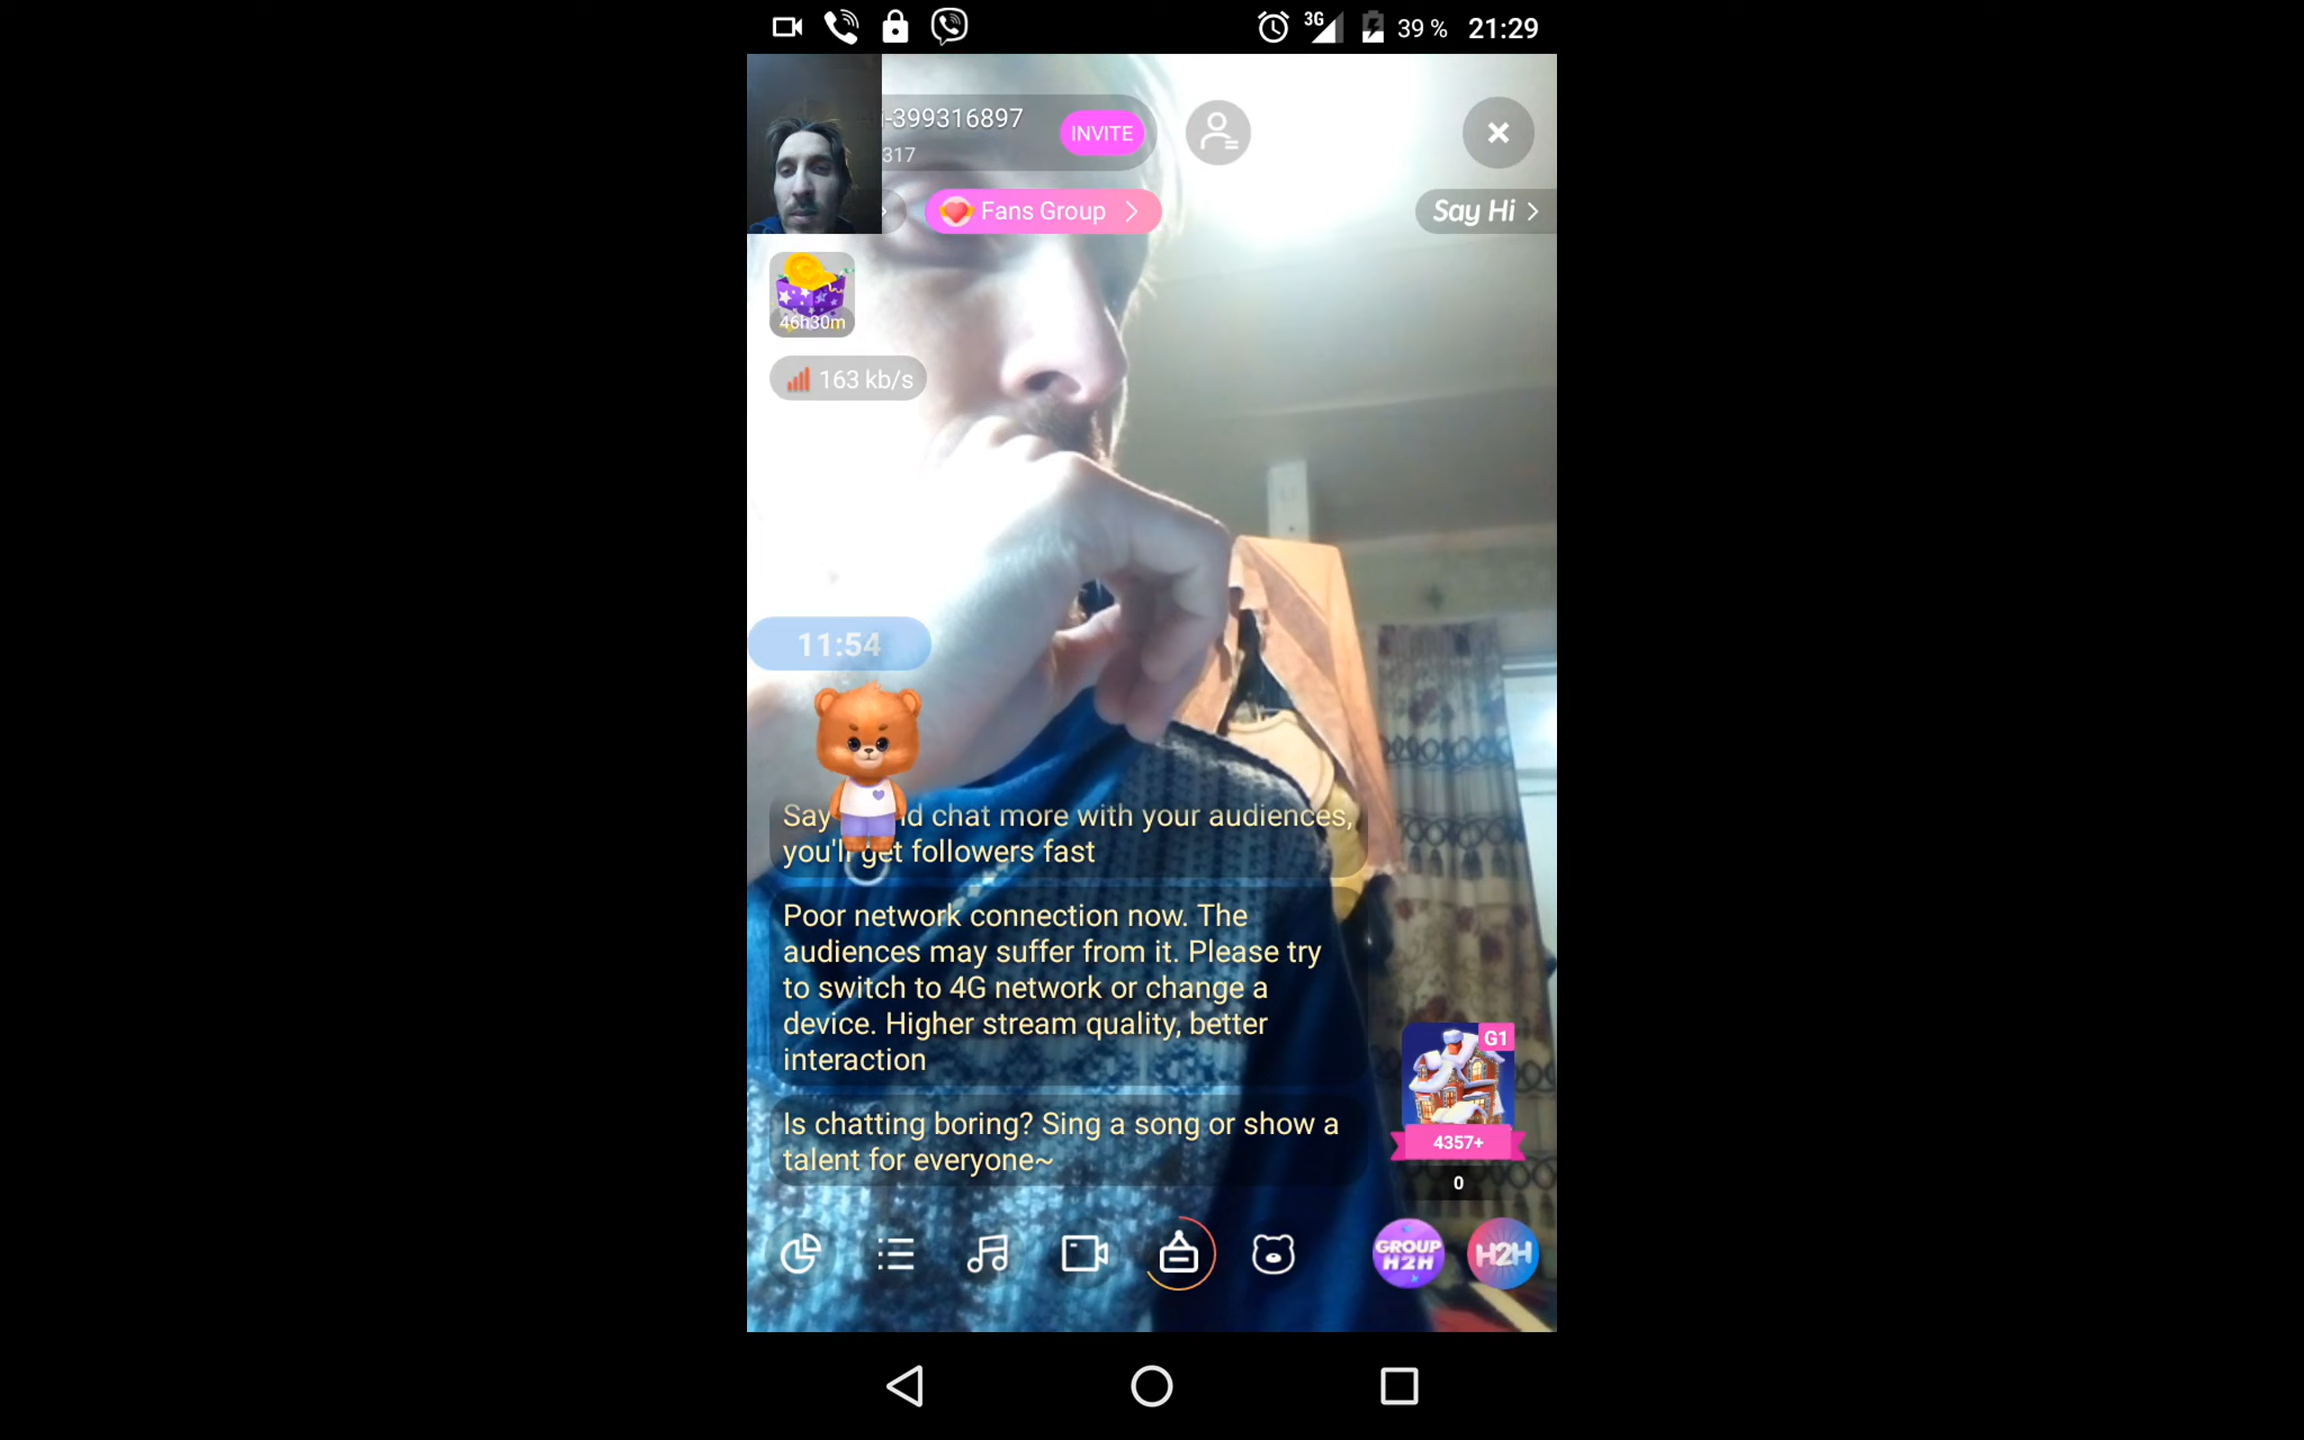 3G 39 % 21:29
-399316897
INVITE
317
Fans Group
Say Hi
46h30m
163 kb/s
11:54
Say d chat more with your audiences,
you'll get followers fast
Poor network connection now. The
audiences may suffer from it. Please try
to switch to 4G network or change a
device. Higher stream quality, better
interaction
Is chatting boring? Sing a song or show a
talent for everyone~
G1
4357+
0
GROUP
H2H
H2H